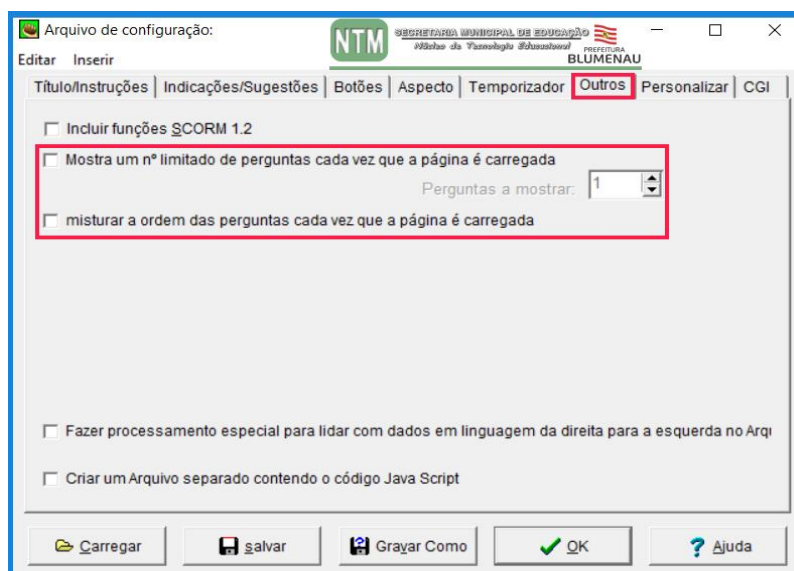 Arquivo de configuração:
NTM
SECRETARIA MUNICIPAL DE EDUCAÇÃO
Núcleo da Tecnologia Educacional
PREFEITURA
BLUMENAU
Editar Inserir
Título/Instruções Indicações/Sugestões Botões Aspecto Temporizador Outros Personalizar CGI
Incluir funções SCORM 1.2
Mostra um nº limitado de perguntas cada vez que a página é carregada
Perguntas a mostrar: 1
misturar a ordem das perguntas cada vez que a página é carregada
Fazer processamento especial para lidar com dados em linguagem da direita para a esquerda no Arqu
Criar um Arquivo separado contendo o código Java Script
Carregar salvar Gravar Como OK Ajuda